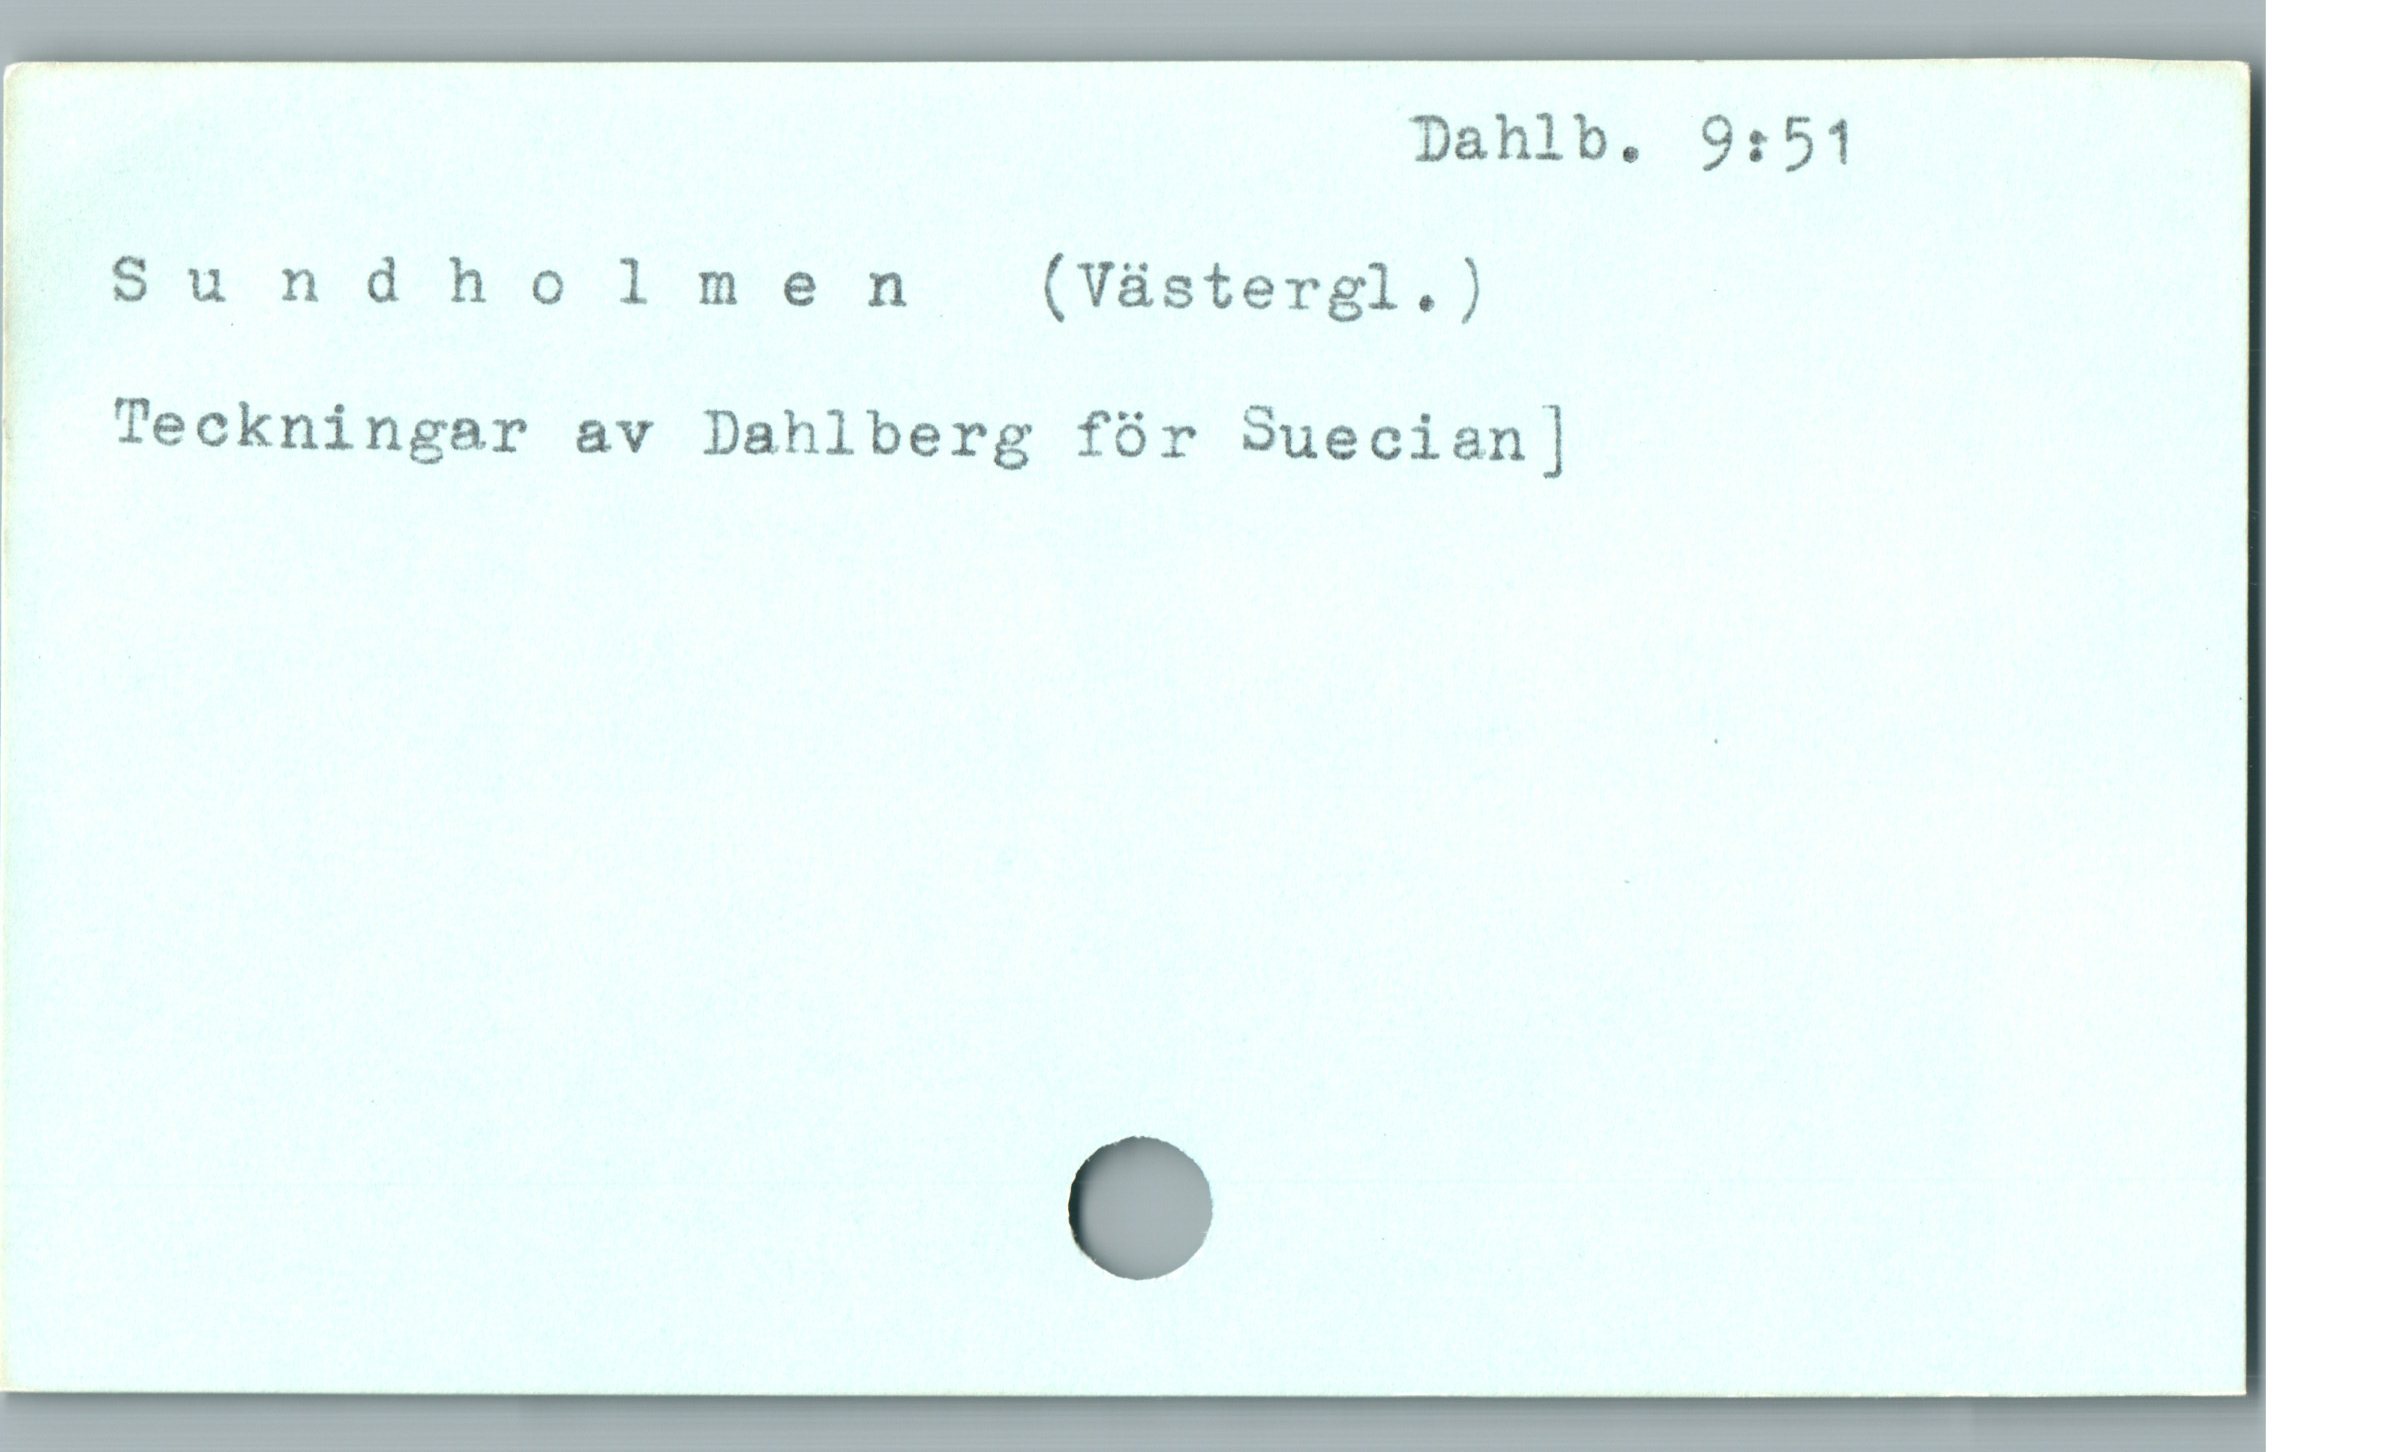 Dahlb. 9:51
S u n d h o l m e n (Västergl.)
Teckningar av Dahlberg för Suecian]